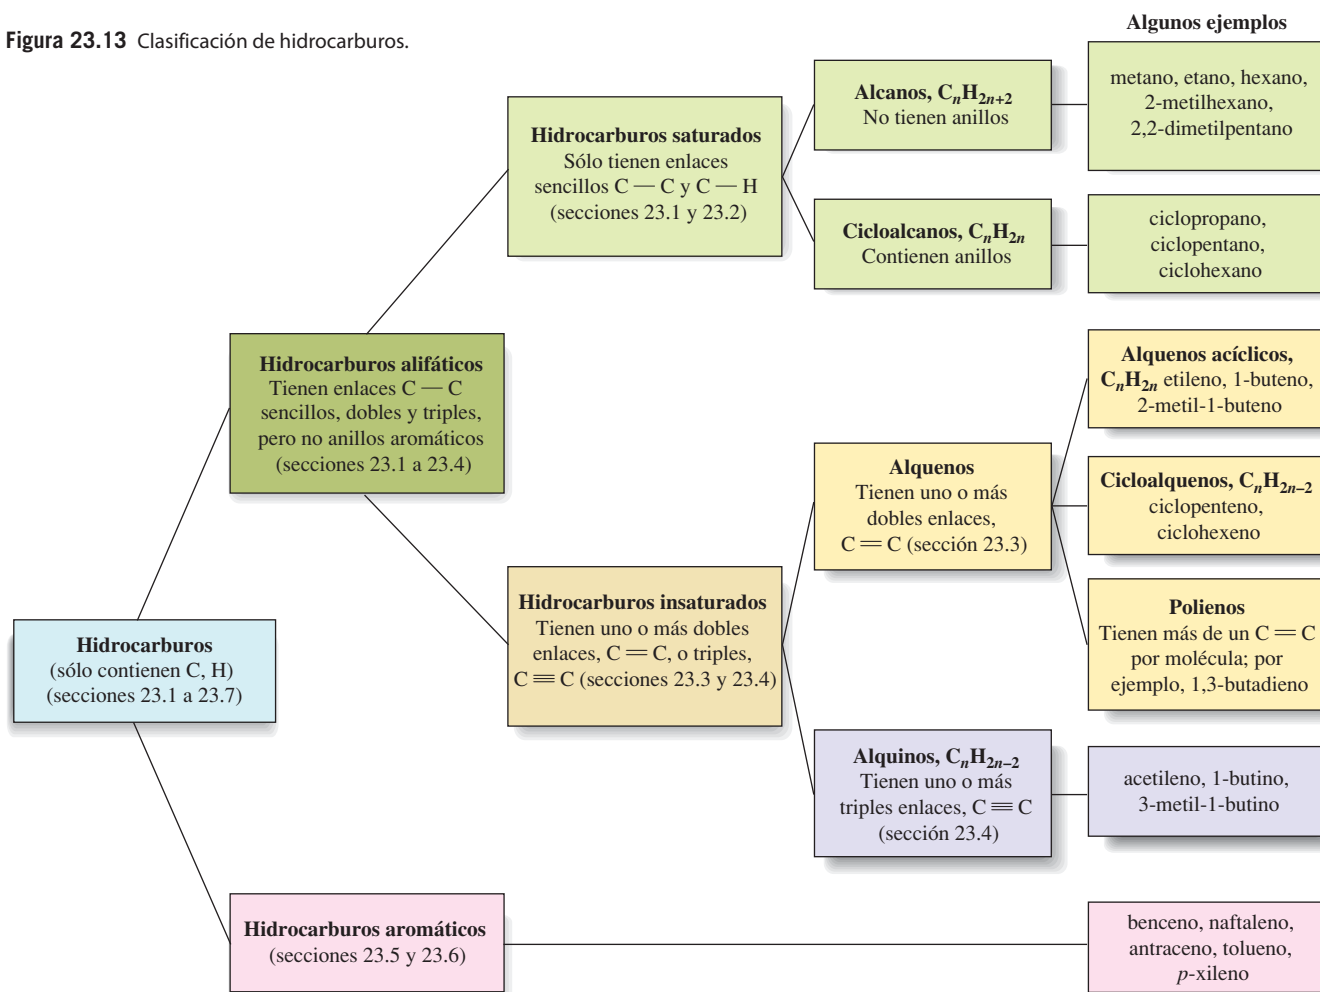 Figura 23.13 Clasificación de hidrocarburos.
Algunos ejemplos
Hidrocarburos
(sólo contienen C, H)
(secciones 23.1 a 23.7)
Hidrocarburos alifáticos
Tienen enlaces C — C
sencillos, dobles y triples,
pero no anillos aromáticos
(secciones 23.1 a 23.4)
Hidrocarburos saturados
Sólo tienen enlaces
sencillos C — C y C — H
(secciones 23.1 y 23.2)
Alcanos, CₙH₂ₙ₊₂
No tienen anillos
metano, etano, hexano,
2-metilhexano,
2,2-dimetilpentano
Cicloalcanos, CₙH₂ₙ
Contienen anillos
ciclopropano,
ciclopentano,
ciclohexano
Hidrocarburos insaturados
Tienen uno o más dobles
enlaces, C = C, o triples,
C ≡ C (secciones 23.3 y 23.4)
Alquenos
Tienen uno o más
dobles enlaces,
C = C (sección 23.3)
Alquenos acíclicos,
CₙH₂ₙ etileno, 1-buteno,
2-metil-1-buteno
Cicloalquenos, CₙH₂ₙ₋₂
ciclopenteno,
ciclohexeno
Polienos
Tienen más de un C = C
por molécula; por
ejemplo, 1,3-butadieno
Alquinos, CₙH₂ₙ₋₂
Tienen uno o más
triples enlaces, C ≡ C
(sección 23.4)
acetileno, 1-butino,
3-metil-1-butino
Hidrocarburos aromáticos
(secciones 23.5 y 23.6)
benceno, naftaleno,
antraceno, tolueno,
p-xileno